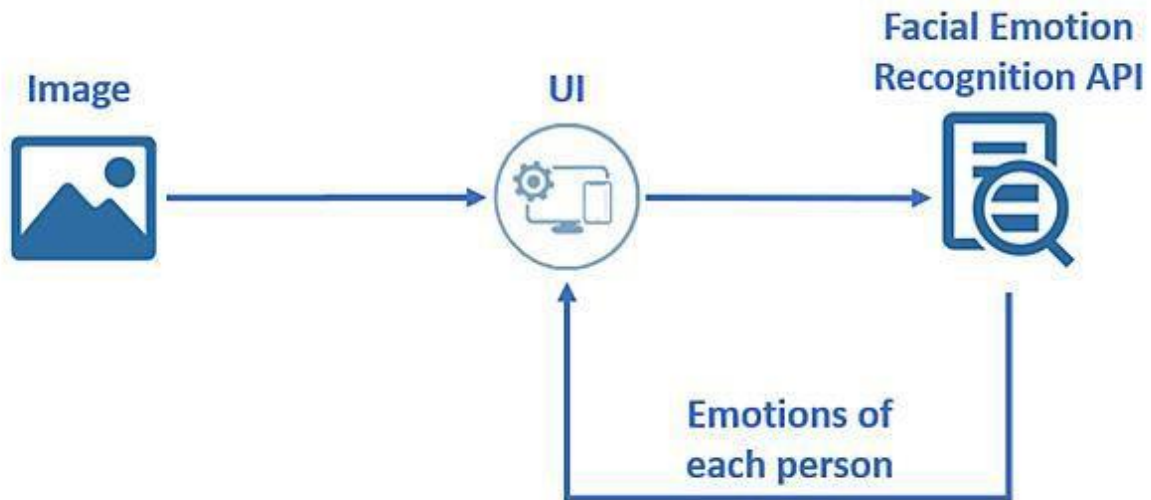 Image
UI
Facial Emotion
Recognition API
Emotions of
each person